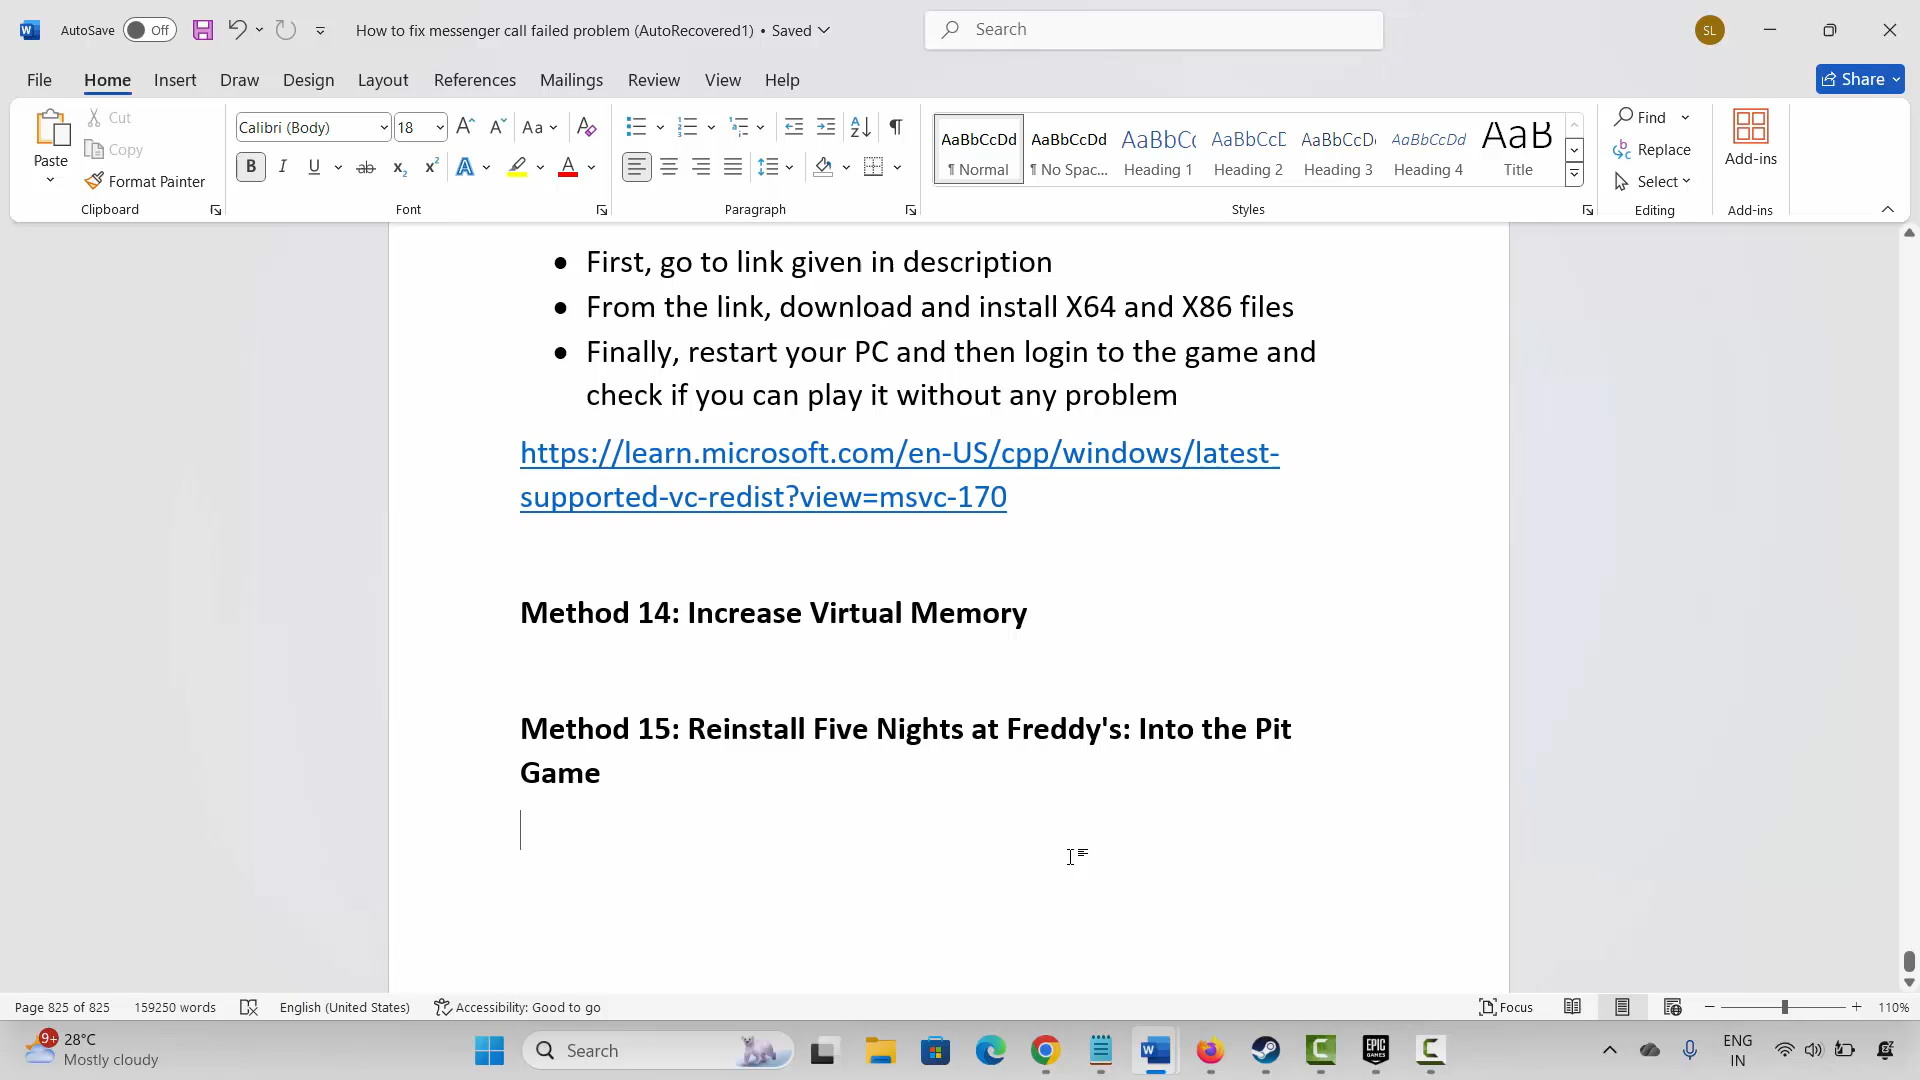 AutoSave Off How to fix messenger call failed problem (AutoRecovered1) • Saved Search SL
File Home Insert Draw Design Layout References Mailings Review View Help Share
Paste Cut Copy Format Painter Clipboard
Calibri (Body) 18 Font
Paragraph
AaBbCcDd AaBbCcDd AaBbC AaBbCcD AaBbCcD AaBbCcDd AaB
¶ Normal ¶ No Spac... Heading 1 Heading 2 Heading 3 Heading 4 Title
Styles
Find Replace Select Editing
Add-ins Add-ins
• First, go to link given in description
• From the link, download and install X64 and X86 files
• Finally, restart your PC and then login to the game and
check if you can play it without any problem
https://learn.microsoft.com/en-US/cpp/windows/latest-
supported-vc-redist?view=msvc-170
Method 14: Increase Virtual Memory
Method 15: Reinstall Five Nights at Freddy's: Into the Pit
Game
Page 825 of 825 159250 words English (United States) Accessibility: Good to go Focus 110%
9+ 28°C
Mostly cloudy
Search
EPIC GAMES
ENG
IN